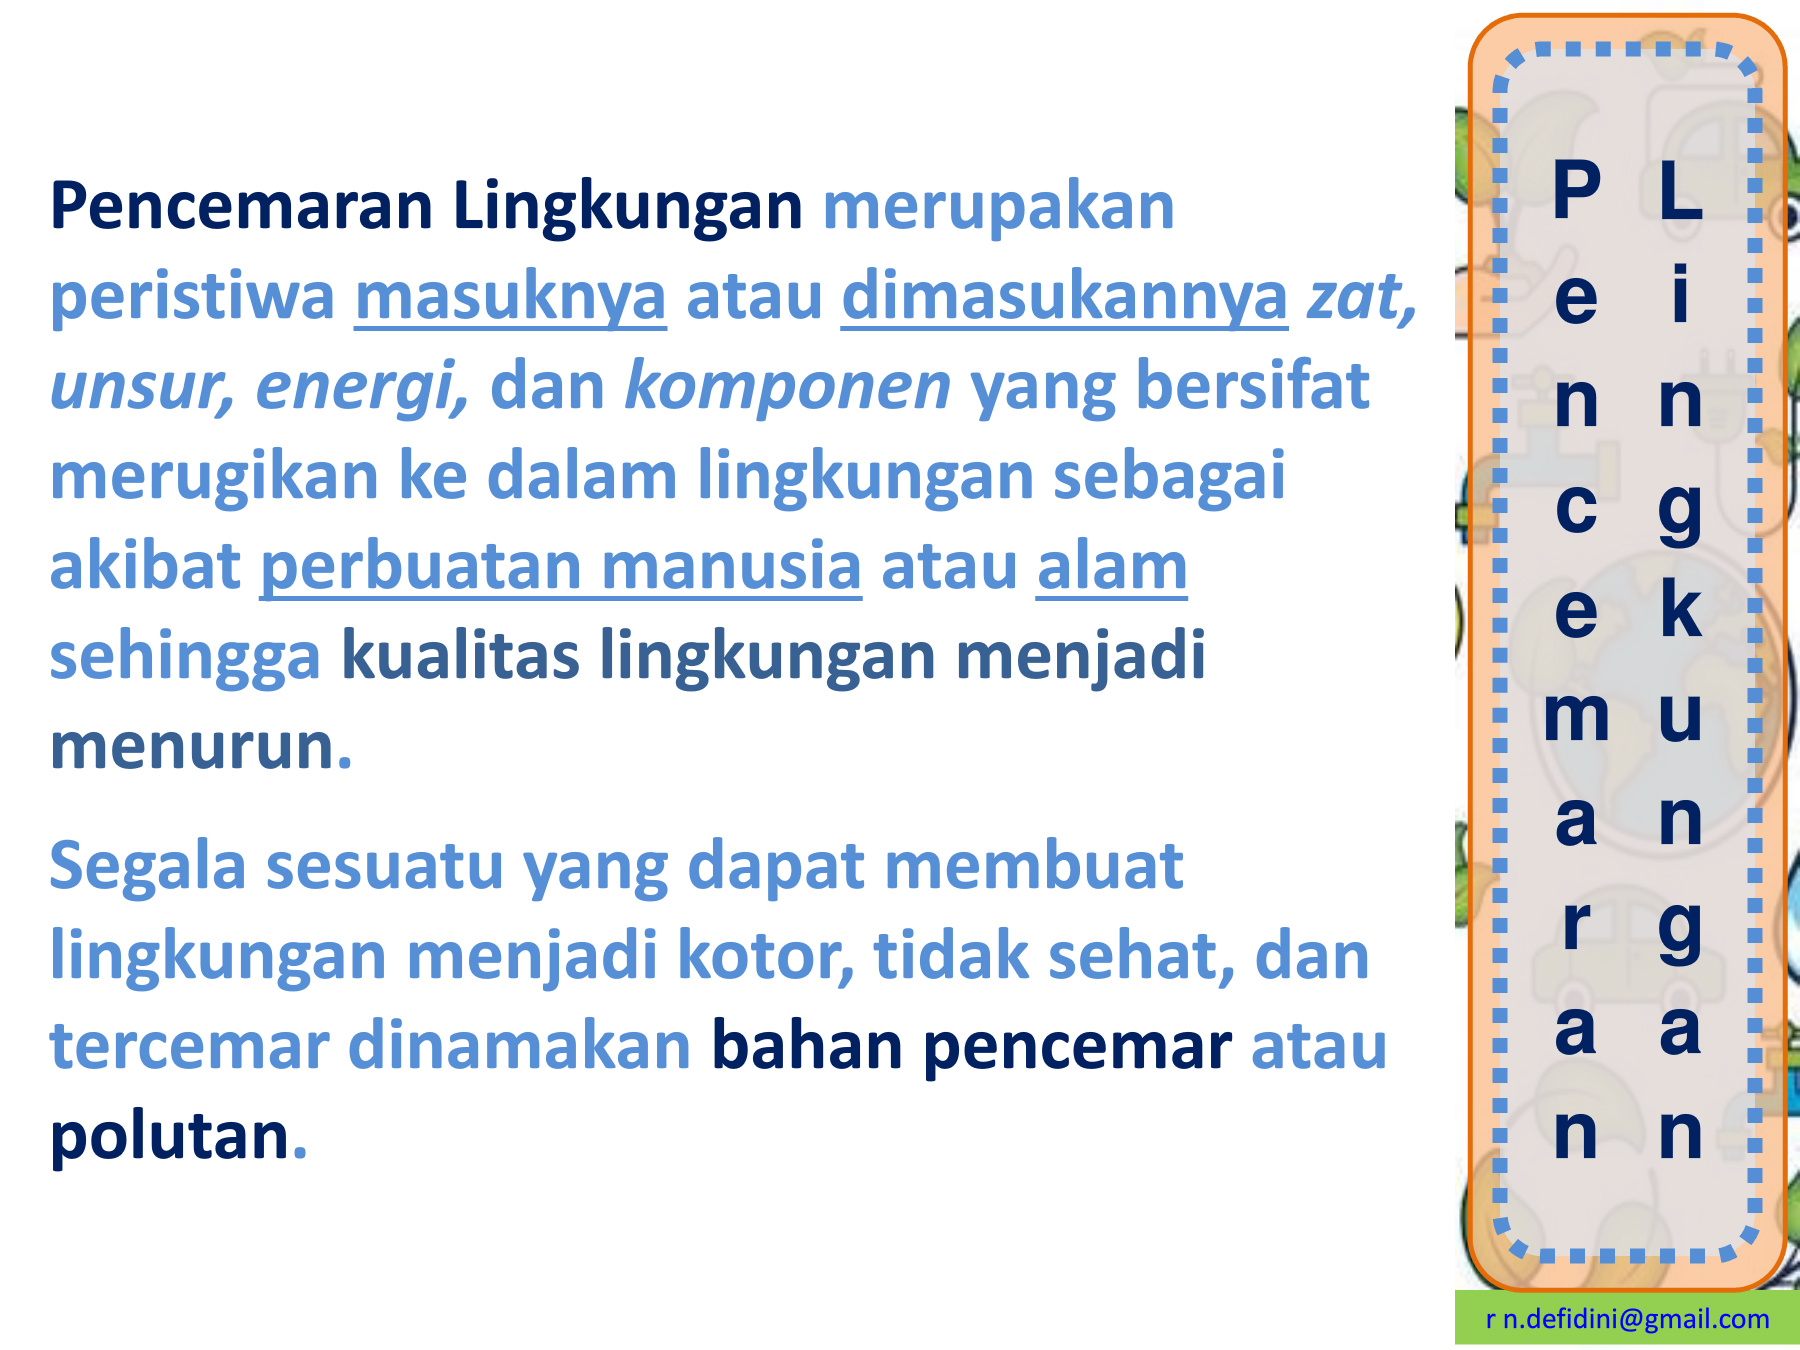 Pencemaran Lingkungan merupakan
peristiwa masuknya atau dimasukannya zat,
unsur, energi, dan komponen yang bersifat
merugikan ke dalam lingkungan sebagai
akibat perbuatan manusia atau alam
sehingga kualitas lingkungan menjadi
menurun.
Segala sesuatu yang dapat membuat
lingkungan menjadi kotor, tidak sehat, dan
tercemar dinamakan bahan pencemar atau
polutan.
Pencemaran
Lingkungan
r n.defidini@gmail.com